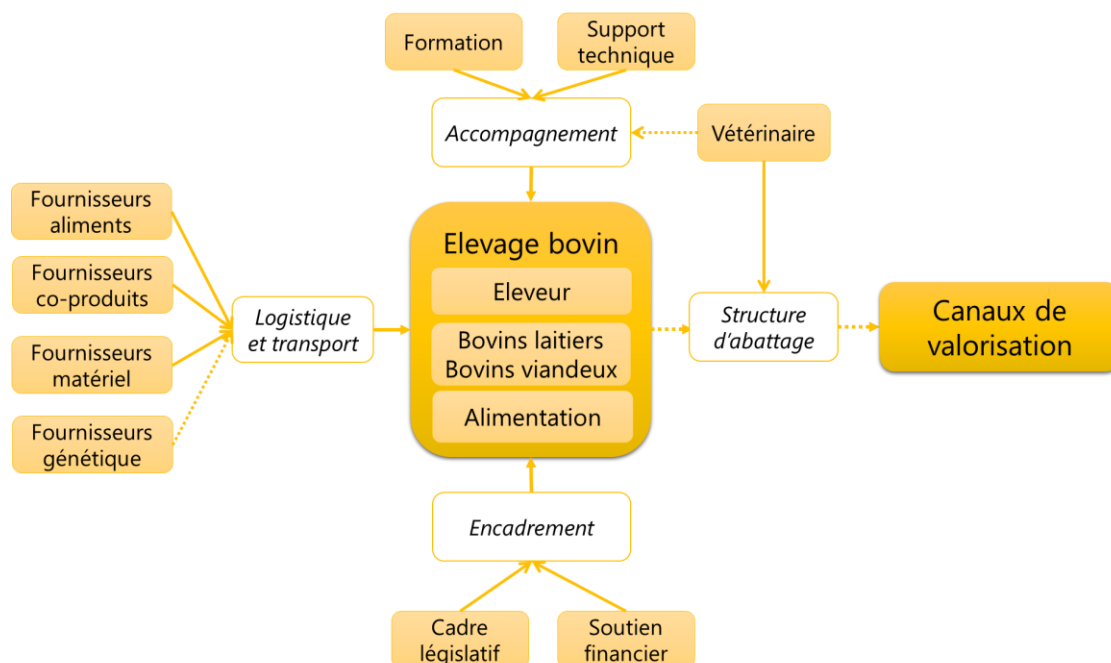 Formation
Support
technique
Accompagnement
Vétérinaire
Fournisseurs
aliments
Fournisseurs
co-produits
Fournisseurs
matériel
Fournisseurs
génétique
Logistique
et transport
Elevage bovin
Eleveur
Bovins laitiers
Bovins viandeux
Alimentation
Structure
d'abattage
Canaux de
valorisation
Encadrement
Cadre
législatif
Soutien
financier